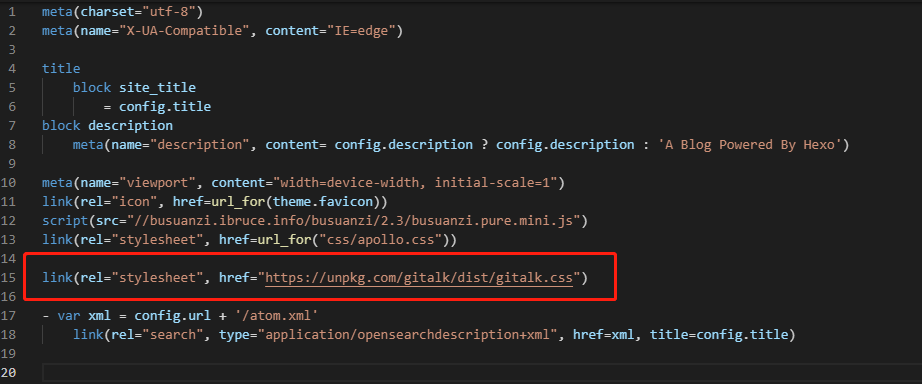 1 meta(charset="utf-8")
2 meta(name="X-UA-Compatible", content="IE=edge")
3
4 title
5     block site_title
6         = config.title
7 block description
8     meta(name="description", content= config.description ? config.description : 'A Blog Powered By Hexo')
9
10 meta(name="viewport", content="width=device-width, initial-scale=1")
11 link(rel="icon", href=url_for(theme.favicon))
12 script(src="//busuanzi.ibruce.info/busuanzi/2.3/busuanzi.pure.mini.js")
13 link(rel="stylesheet", href=url_for("css/apollo.css"))
14
15 link(rel="stylesheet", href="https://unpkg.com/gitalk/dist/gitalk.css")
16
17 - var xml = config.url + '/atom.xml'
18     link(rel="search", type="application/opensearchdescription+xml", href=xml, title=config.title)
19
20